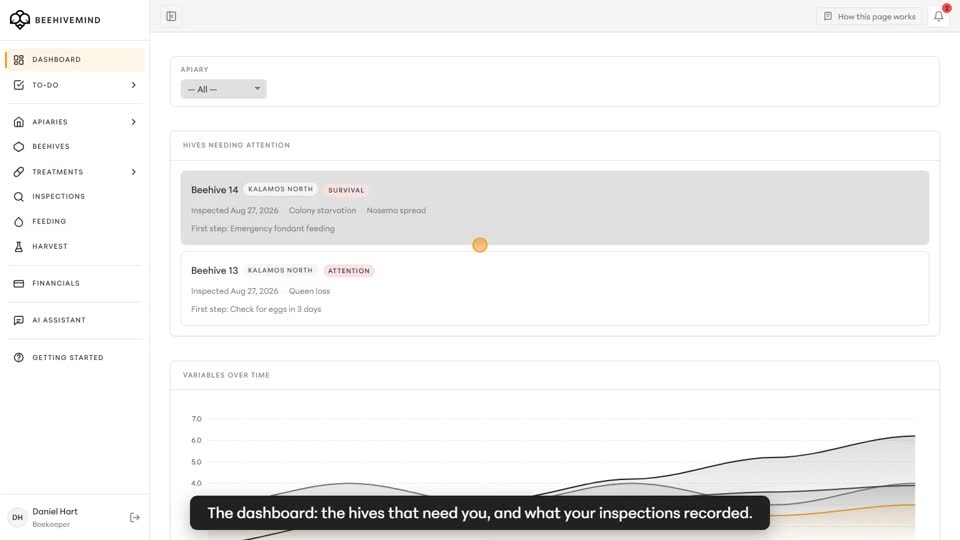 BEEHIVEMIND
How this page works
2
DASHBOARD
TO-DO
APIARIES
BEEHIVES
TREATMENTS
INSPECTIONS
FEEDING
HARVEST
FINANCIALS
AI ASSISTANT
GETTING STARTED
DH
Daniel Hart
Beekeeper
APIARY
— All —
HIVES NEEDING ATTENTION
Beehive 14 KALAMOS NORTH SURVIVAL
Inspected Aug 27, 2026 Colony starvation Nosema spread
First step: Emergency fondant feeding
Beehive 13 KALAMOS NORTH ATTENTION
Inspected Aug 27, 2026 Queen loss
First step: Check for eggs in 3 days
VARIABLES OVER TIME
7.0
6.0
5.0
4.0
The dashboard: the hives that need you, and what your inspections recorded.